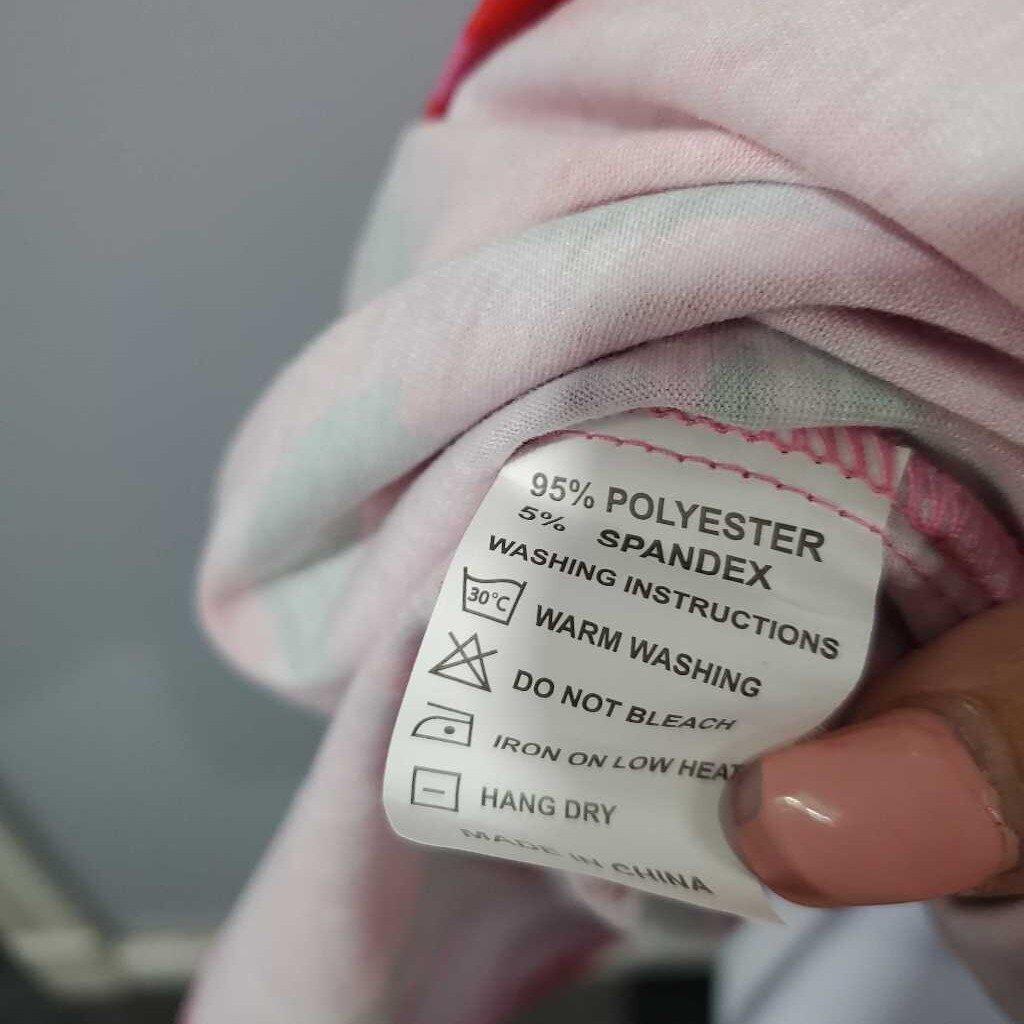 95% POLYESTER
5% SPANDEX
WASHING INSTRUCTIONS
30°C WARM WASHING
DO NOT BLEACH
IRON ON LOW HEAT
HANG DRY
MADE IN CHINA